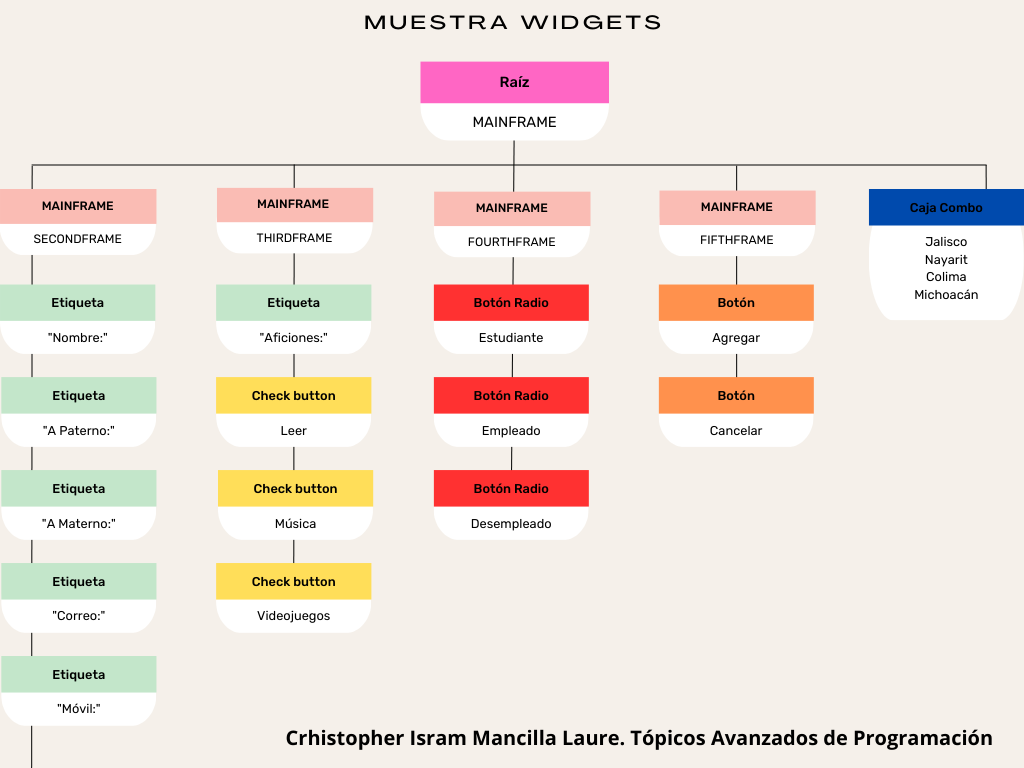 MUESTRA WIDGETS
Raíz
MAINFRAME
MAINFRAME
SECONDFRAME
Etiqueta
"Nombre:"
Etiqueta
"A Paterno:"
Etiqueta
"A Materno:"
Etiqueta
"Correo:"
Etiqueta
"Móvil:"
MAINFRAME
THIRDFRAME
Etiqueta
"Aficiones:"
Check button
Leer
Check button
Música
Check button
Videojuegos
MAINFRAME
FOURTHFRAME
Botón Radio
Estudiante
Botón Radio
Empleado
Botón Radio
Desempleado
MAINFRAME
FIFTHFRAME
Botón
Agregar
Botón
Cancelar
Caja Combo
Jalisco
Nayarit
Colima
Michoacán
Crhistopher Isram Mancilla Laure. Tópicos Avanzados de Programación